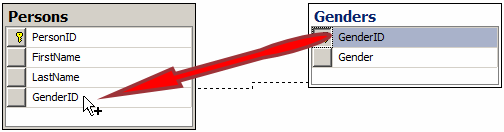 Persons
PersonID
FirstName
LastName
GenderID
Genders
GenderID
Gender